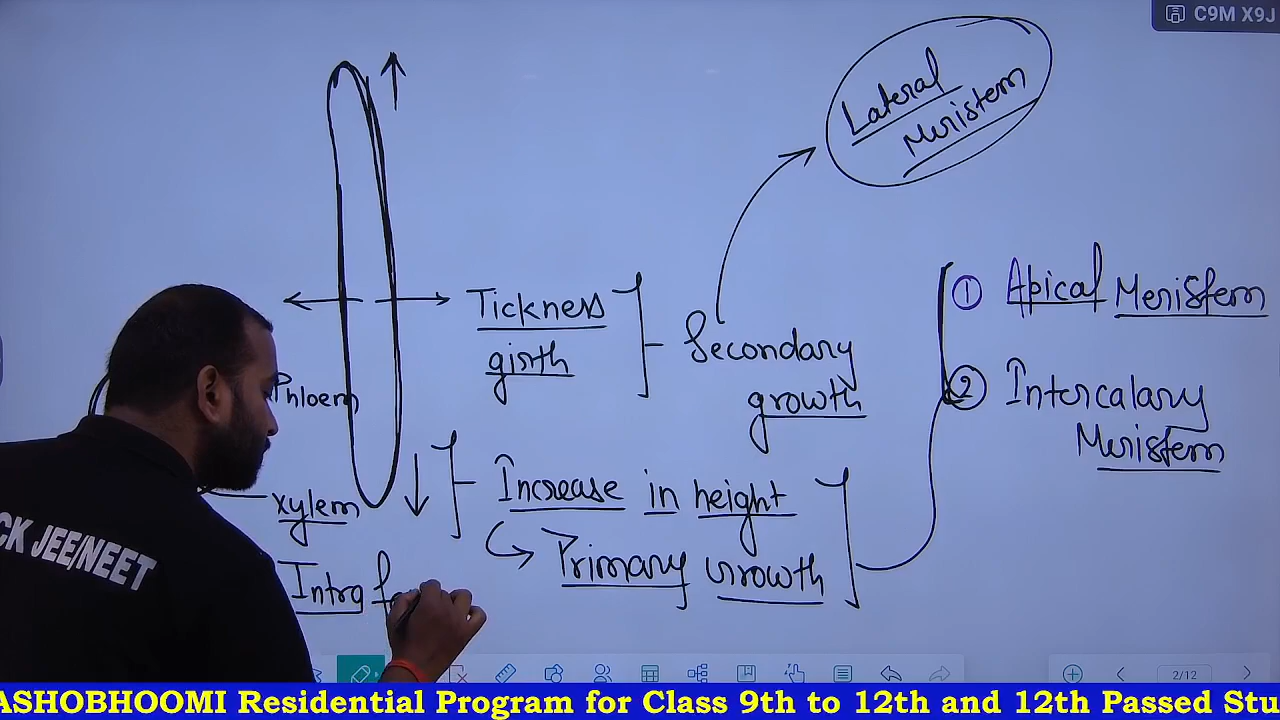 C9M X9J
Lateral
Meristem
① Apical Meristem
Tickness
girth
Secondary
growth
② Intercalary
Meristem
Phloem
Increase in height
xylem
Primary Growth
Intra
CK JEE/NEET
2/12
ASHOBHOOMI Residential Program for Class 9th to 12th and 12th Passed Stu